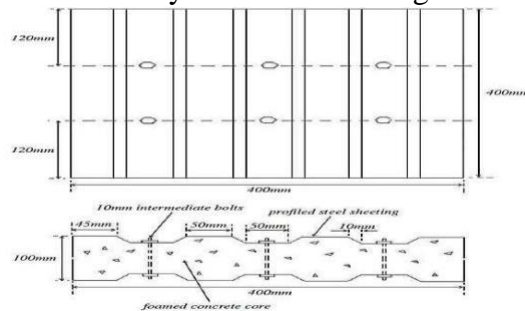 120mm
400mm
120mm
400mm
10mm intermediate bolts
profiled steel sheeting
45mm
50mm
50mm
10mm
100mm
400mm
foamed concrete core